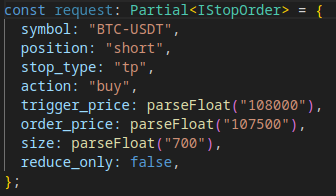 const request: Partial<IStopOrder> = {
symbol: "BTC-USDT",
position: "short",
stop_type: "tp",
action: "buy",
trigger_price: parseFloat("108000"),
order_price: parseFloat("107500"),
size: parseFloat("700"),
reduce_only: false,
};